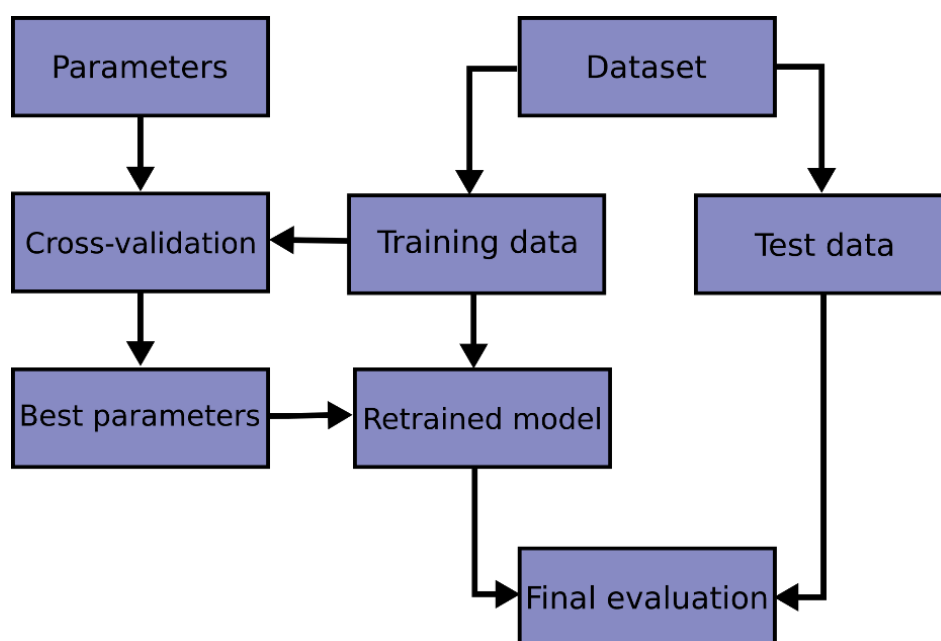 Parameters
Dataset
Cross-validation
Training data
Test data
Best parameters
Retrained model
Final evaluation